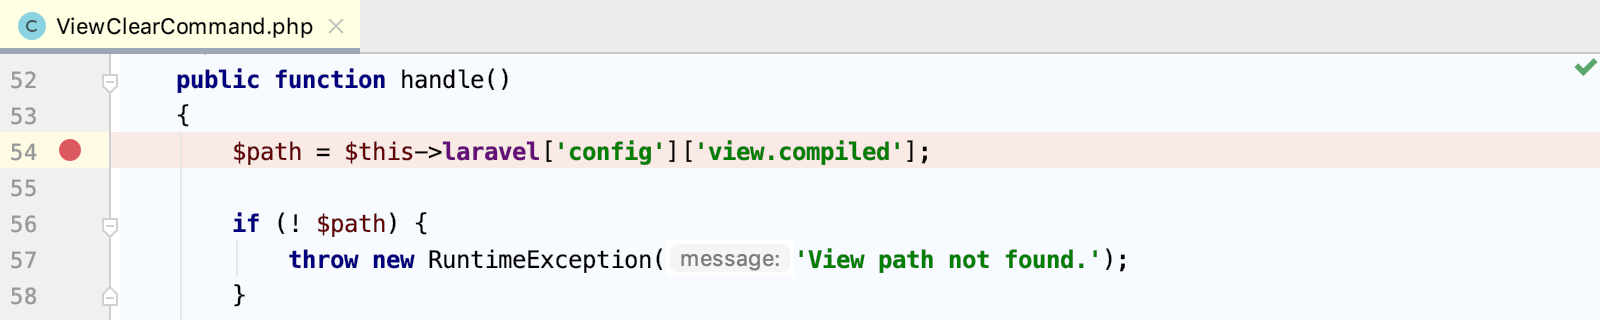 C ViewClearCommand.php
52 public function handle()
53 {
54 $path = $this->laravel['config']['view.compiled'];
55
56 if (! $path) {
57 throw new RuntimeException( message: 'View path not found.');
58 }